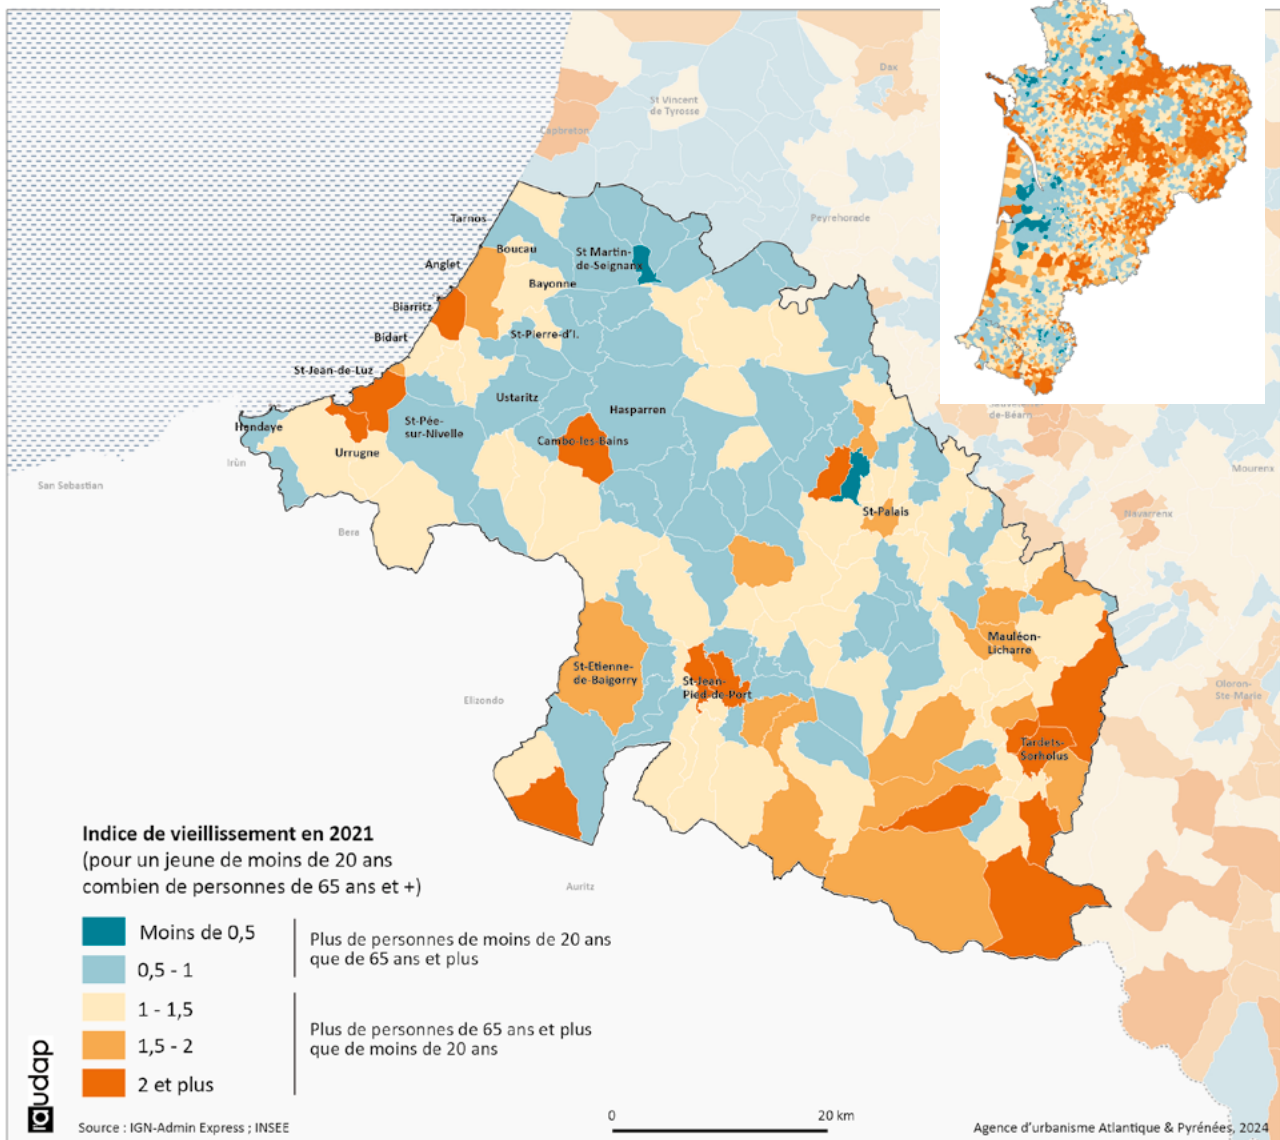 Dax
St Vincent
de Tyrosse
Capbreton
Peyrehorade
Tarnos
Boucau
St Martin-
de-Seignanx
Anglet
Bayonne
Biarritz
Bidart
St-Pierre-d'I.
St-Jean-de-Luz
Ustaritz
Hasparren
de-Béarn
Hendaye
St-Pée-
sur-Nivelle
Cambo-les-Bains
Urrugne
Irún
San Sebastian
Mourenx
Navarrenx
St-Palais
Bera
Mauléon-
Licharre
St-Etienne-
de-Baigorry
St-Jean-
Pied-de-Port
Oloron-
Ste-Marie
Elizondo
Tardets-
Sorholus
Indice de vieillissement en 2021
(pour un jeune de moins de 20 ans
combien de personnes de 65 ans et +)
Auritz
Moins de 0,5
0,5 - 1
Plus de personnes de moins de 20 ans
que de 65 ans et plus
1 - 1,5
1,5 - 2
2 et plus
Plus de personnes de 65 ans et plus
que de moins de 20 ans
audap
Source : IGN-Admin Express ; INSEE
0 20 km
Agence d'urbanisme Atlantique & Pyrénées, 2024